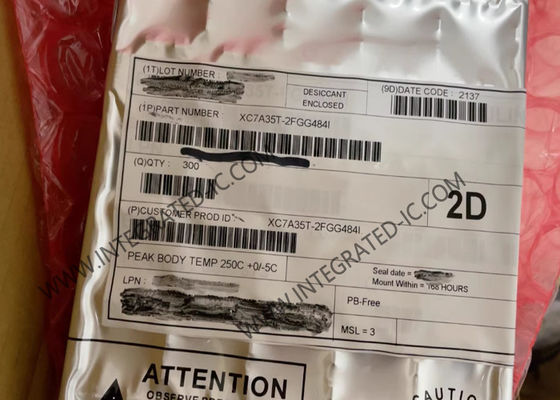 (1T)LOT NUMBER :
DESICCANT
ENCLOSED
(9D)DATE CODE : 2137
(1P)PART NUMBER : XC7A35T-2FGG484I
(Q)QTY : 300
2D
(P)CUSTOMER PROD ID: XC7A35T-2FGG484I
PEAK BODY TEMP 250C +0/-5C
Seal date =
Mount Within = 168 HOURS
LPN :
PB-Free
MSL = 3
ATTENTION
OBSERVE
CAUTIO
WWW.INTEGRATED-IC.COM
WWW.INTEGRATED-IC.COM